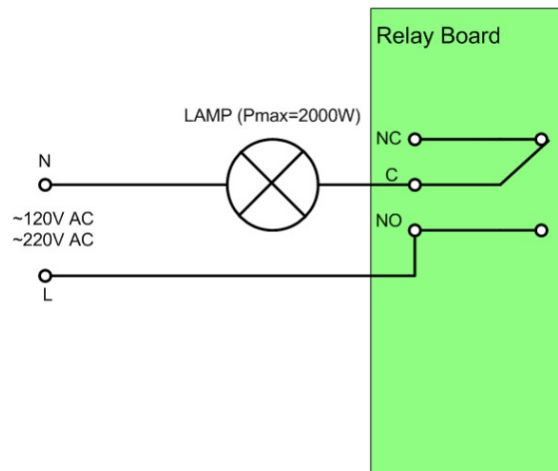 Relay Board
LAMP (Pmax=2000W)
NC
N
C
~120V AC
~220V AC
NO
L